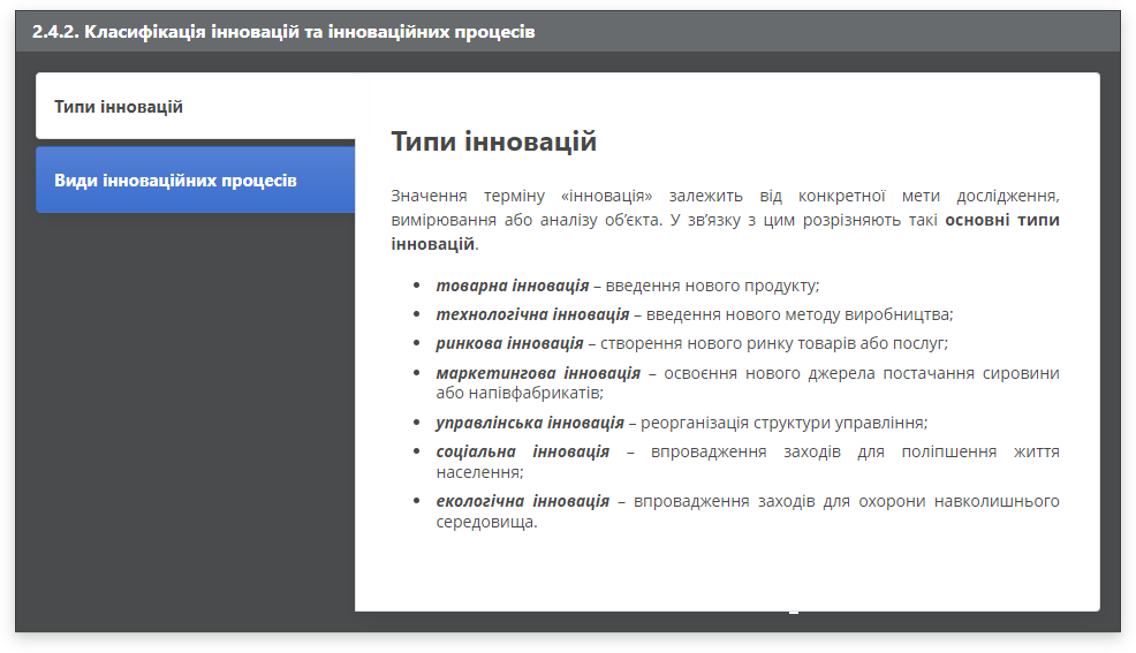 2.4.2. Класифікація інновацій та інноваційних процесів
Типи інновацій
Види інноваційних процесів
Типи інновацій
Значення терміну «інновація» залежить від конкретної мети дослідження,
вимірювання або аналізу об’єкта. У зв’язку з цим розрізняють такі основні типи
інновацій.
• товарна інновація – введення нового продукту;
• технологічна інновація – введення нового методу виробництва;
• ринкова інновація – створення нового ринку товарів або послуг;
• маркетингова інновація – освоєння нового джерела постачання сировини
або напівфабрикатів;
• управлінська інновація – реорганізація структури управління;
• соціальна інновація – впровадження заходів для поліпшення життя
населення;
• екологічна інновація – впровадження заходів для охорони навколишнього
середовища.